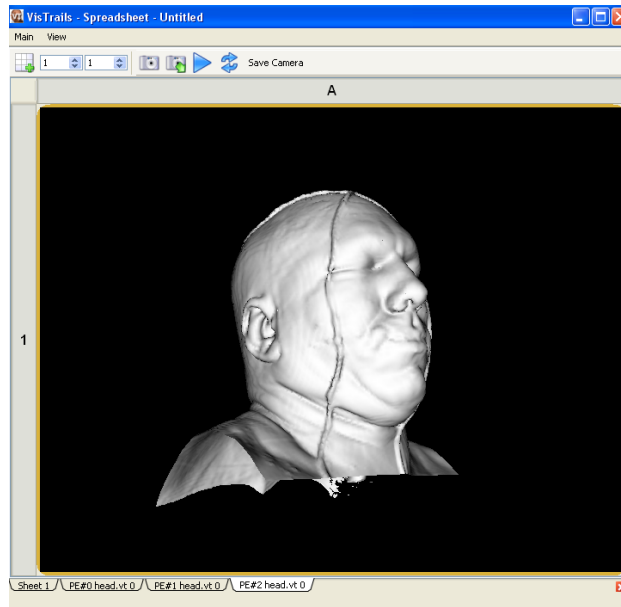 VisTrails - Spreadsheet - Untitled
Main View
1 1 Save Camera
A
1
Sheet 1 PE#0 head.vt 0 PE#1 head.vt 0 PE#2 head.vt 0